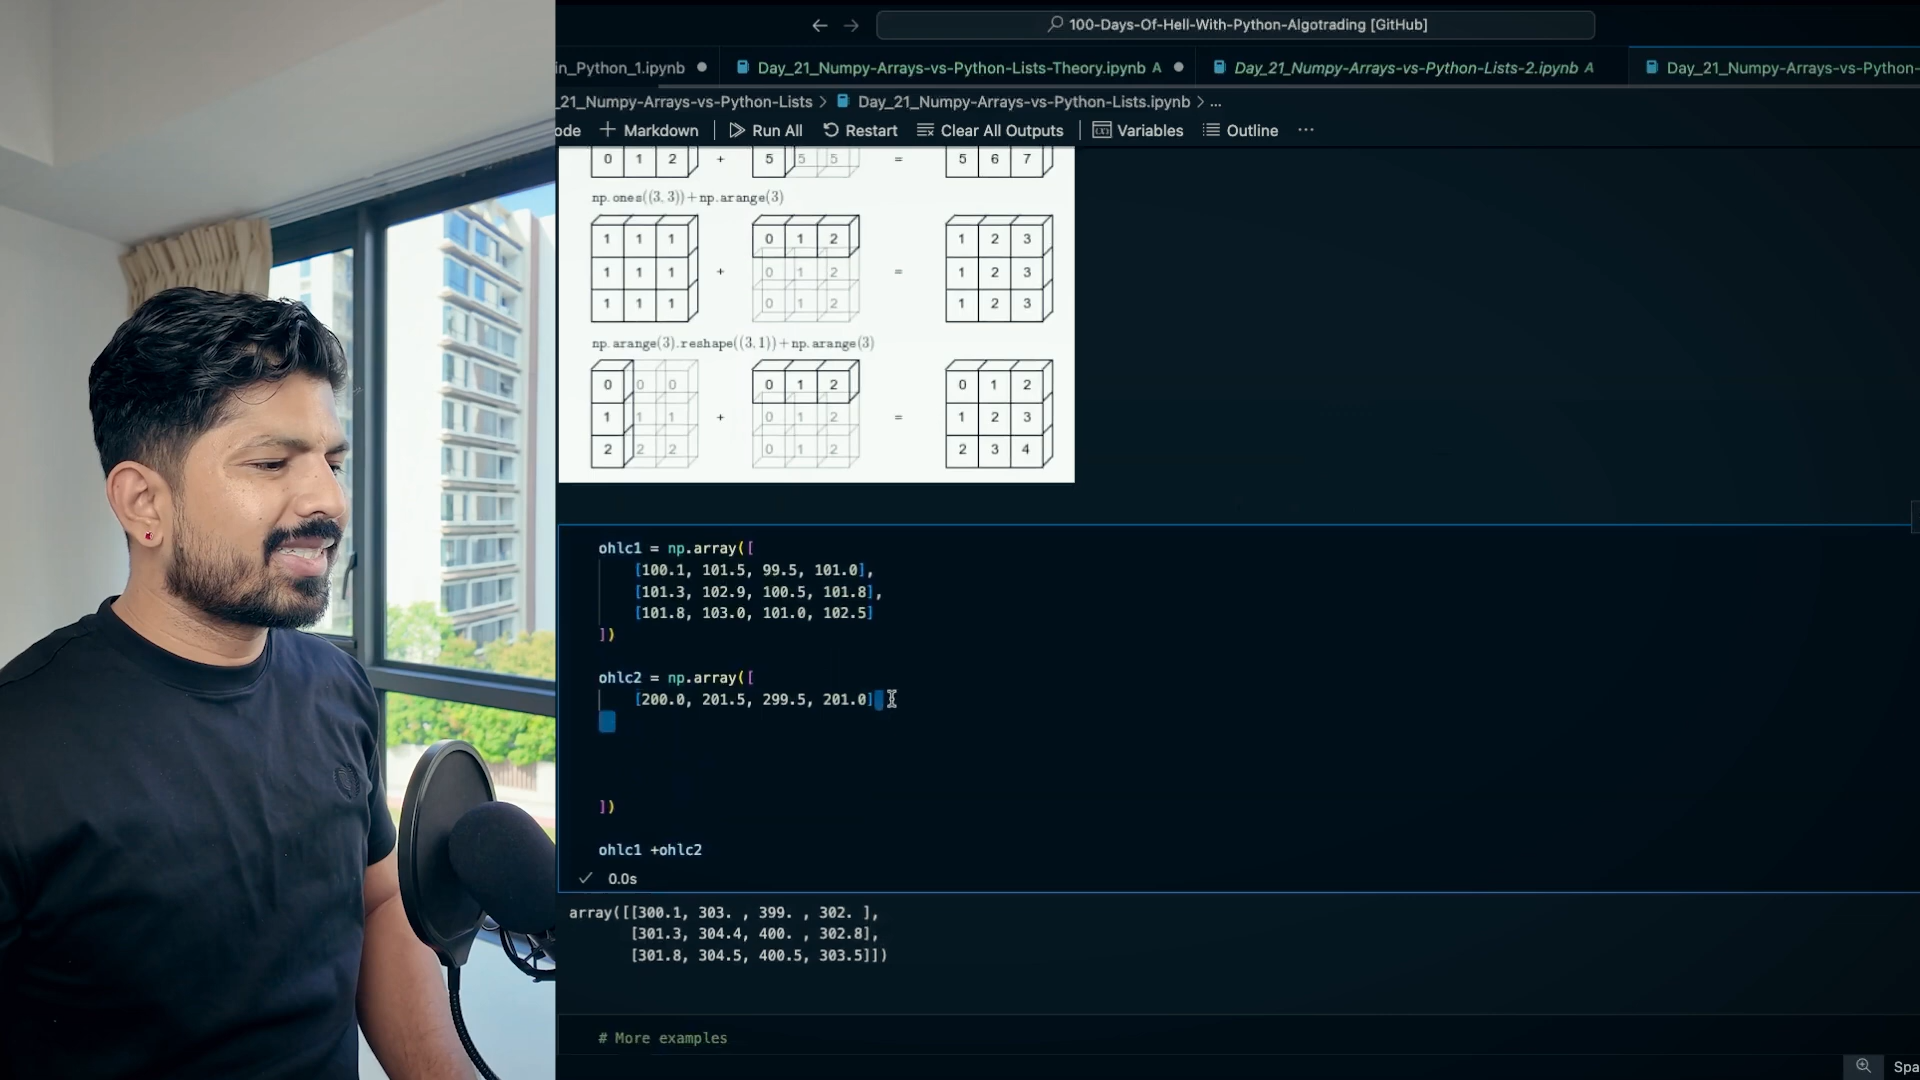 100-Days-Of-Hell-With-Python-Algotrading [GitHub]
in_Python_1.ipynb Day_21_Numpy-Arrays-vs-Python-Lists-Theory.ipynb A Day_21_Numpy-Arrays-vs-Python-Lists-2.ipynb A Day_21_Numpy-Arrays-vs-Python-
_21_Numpy-Arrays-vs-Python-Lists > Day_21_Numpy-Arrays-vs-Python-Lists.ipynb > ...
ode + Markdown Run All Restart Clear All Outputs Variables Outline ...
0 1 2 + 5 5 5 = 5 6 7
np.ones((3, 3))+np.arange(3)
1 1 1 0 1 2 1 2 3
1 1 1 + 0 1 2 = 1 2 3
1 1 1 0 1 2 1 2 3
np.arange(3).reshape((3, 1))+np.arange(3)
0 0 0 0 1 2 0 1 2
1 1 1 + 0 1 2 = 1 2 3
2 2 2 0 1 2 2 3 4
ohlc1 = np.array([
[100.1, 101.5, 99.5, 101.0],
[101.3, 102.9, 100.5, 101.8],
[101.8, 103.0, 101.0, 102.5]
])
ohlc2 = np.array([
[200.0, 201.5, 299.5, 201.0]
])
ohlc1 +ohlc2
0.0s
array([[300.1, 303. , 399. , 302. ],
[301.3, 304.4, 400. , 302.8],
[301.8, 304.5, 400.5, 303.5]])
# More examples
Spa